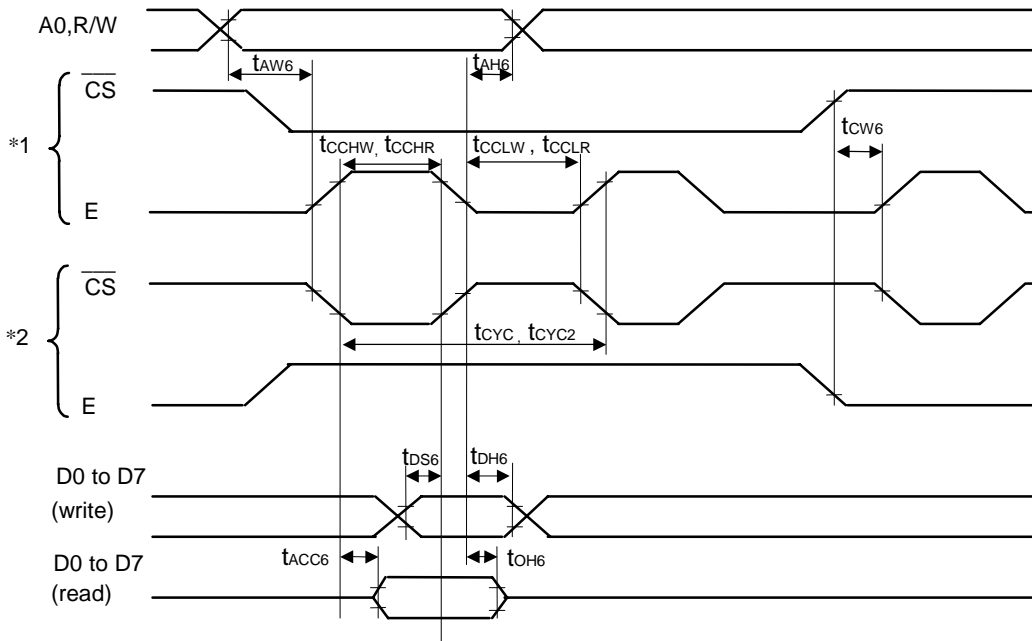 A0,R/W
tAW6
tAH6
CS
*1
tCCHW, tCCHR
tCCLW , tCCLR
tCW6
E
CS
*2
tCYC , tCYC2
E
tDS6
tDH6
D0 to D7
(write)
tACC6
tOH6
D0 to D7
(read)